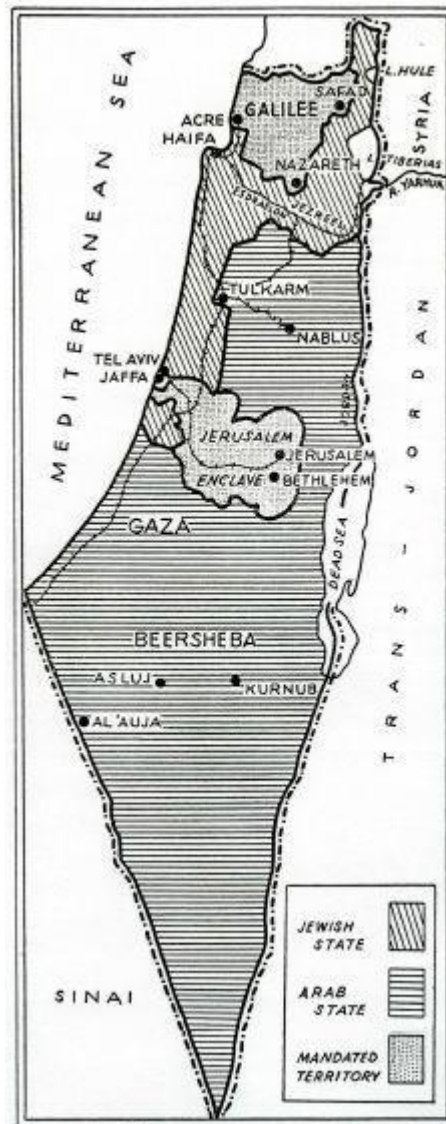 MEDITERRANEAN SEA
L. HULE
SAFAD
GALILEE
ACRE
HAIFA
SYRIA
L. TIBERIAS
NAZARETH
R. YARMUK
ESDRAELON
JEZREEL
TULKARM
NABLUS
TEL AVIV
JAFFA
JORDAN
JERUSALEM
ENCLAVE
JERUSALEM
BETHLEHEM
GAZA
DEAD SEA
TRANS - JORDAN
BEERSHEBA
ASLUJ
KURNUB
AL'AUJA
SINAI
JEWISH
STATE
ARAB
STATE
MANDATED
TERRITORY